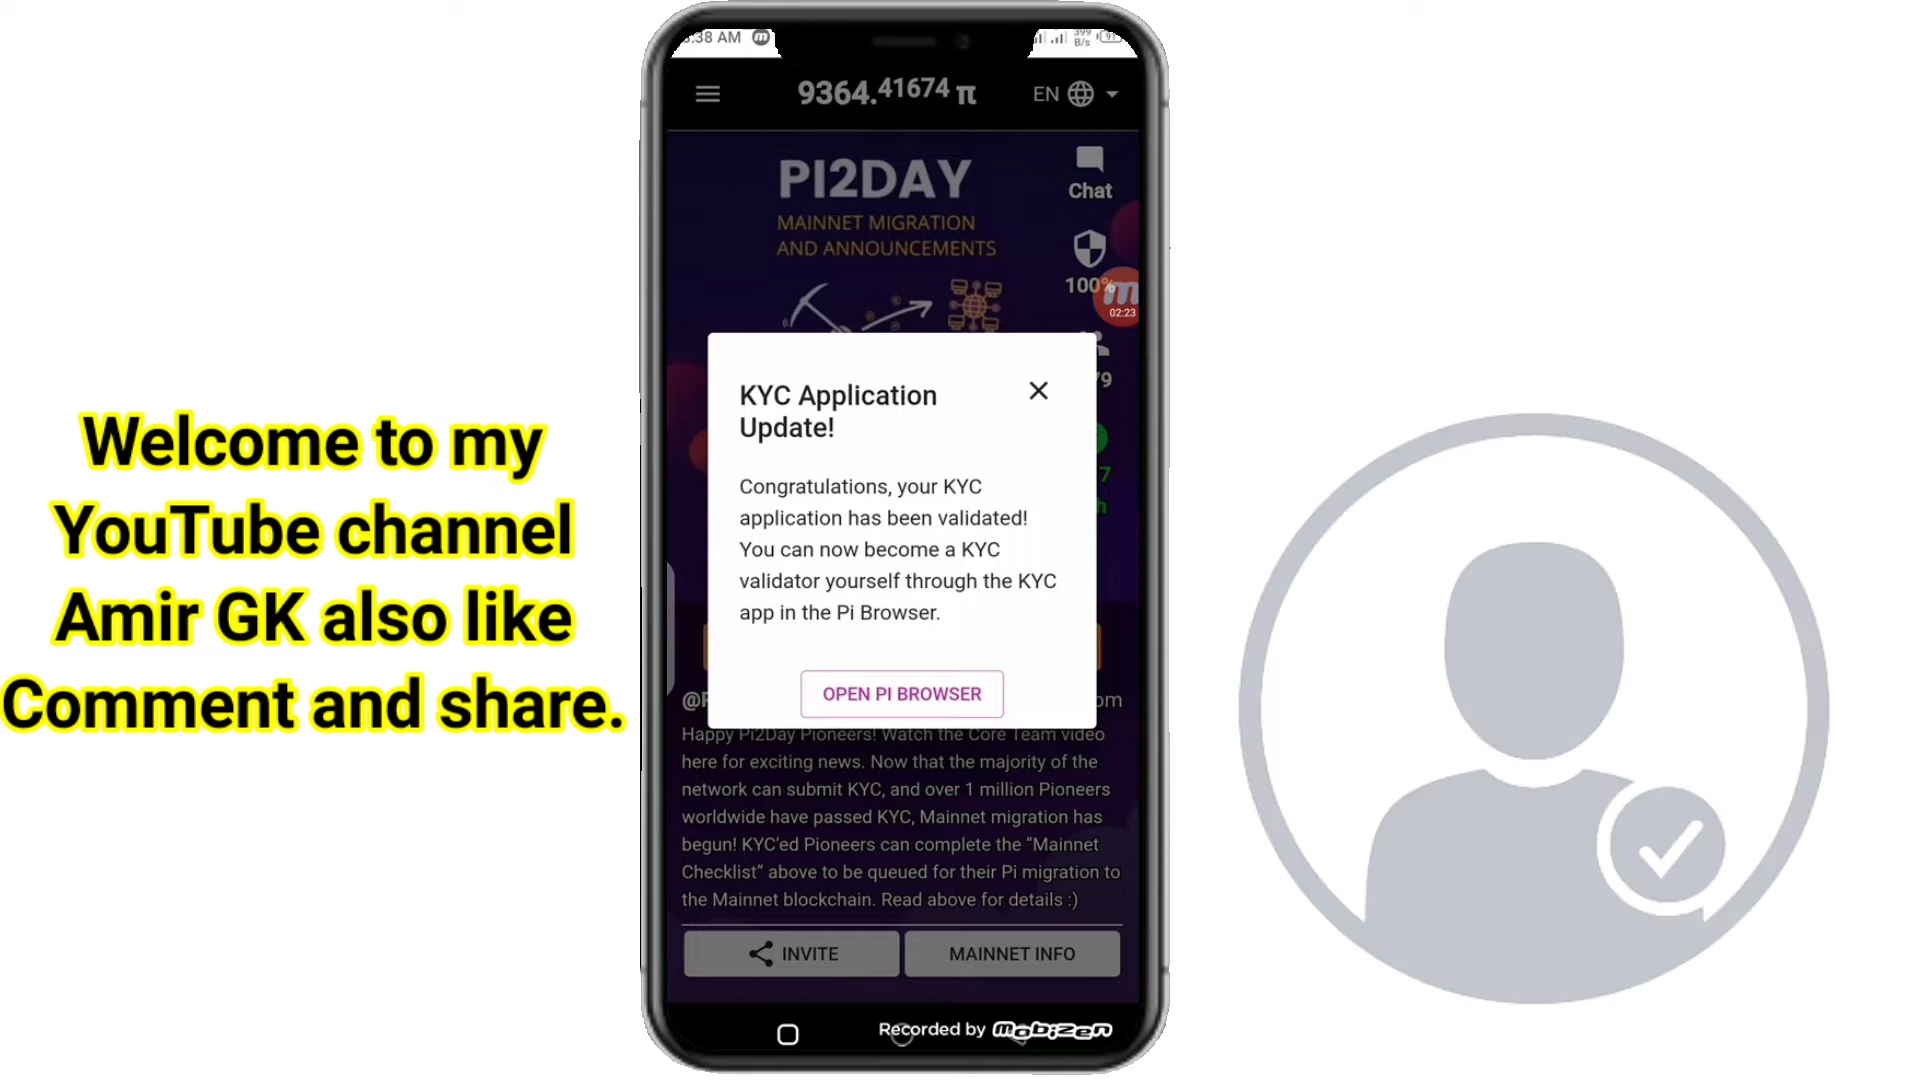 Welcome to my
YouTube channel
Amir GK also like
Comment and share.
:38 AM
399
B/s
91
9364.41674 π
EN
PI2DAY
MAINNET MIGRATION
AND ANNOUNCEMENTS
Chat
100%
02:23
KYC Application
Update!
Congratulations, your KYC
application has been validated!
You can now become a KYC
validator yourself through the KYC
app in the Pi Browser.
OPEN PI BROWSER
Happy Pi2Day Pioneers! Watch the Core Team video
here for exciting news. Now that the majority of the
network can submit KYC, and over 1 million Pioneers
worldwide have passed KYC, Mainnet migration has
begun! KYC’ed Pioneers can complete the “Mainnet
Checklist” above to be queued for their Pi migration to
the Mainnet blockchain. Read above for details :)
INVITE
MAINNET INFO
Recorded by mobizen